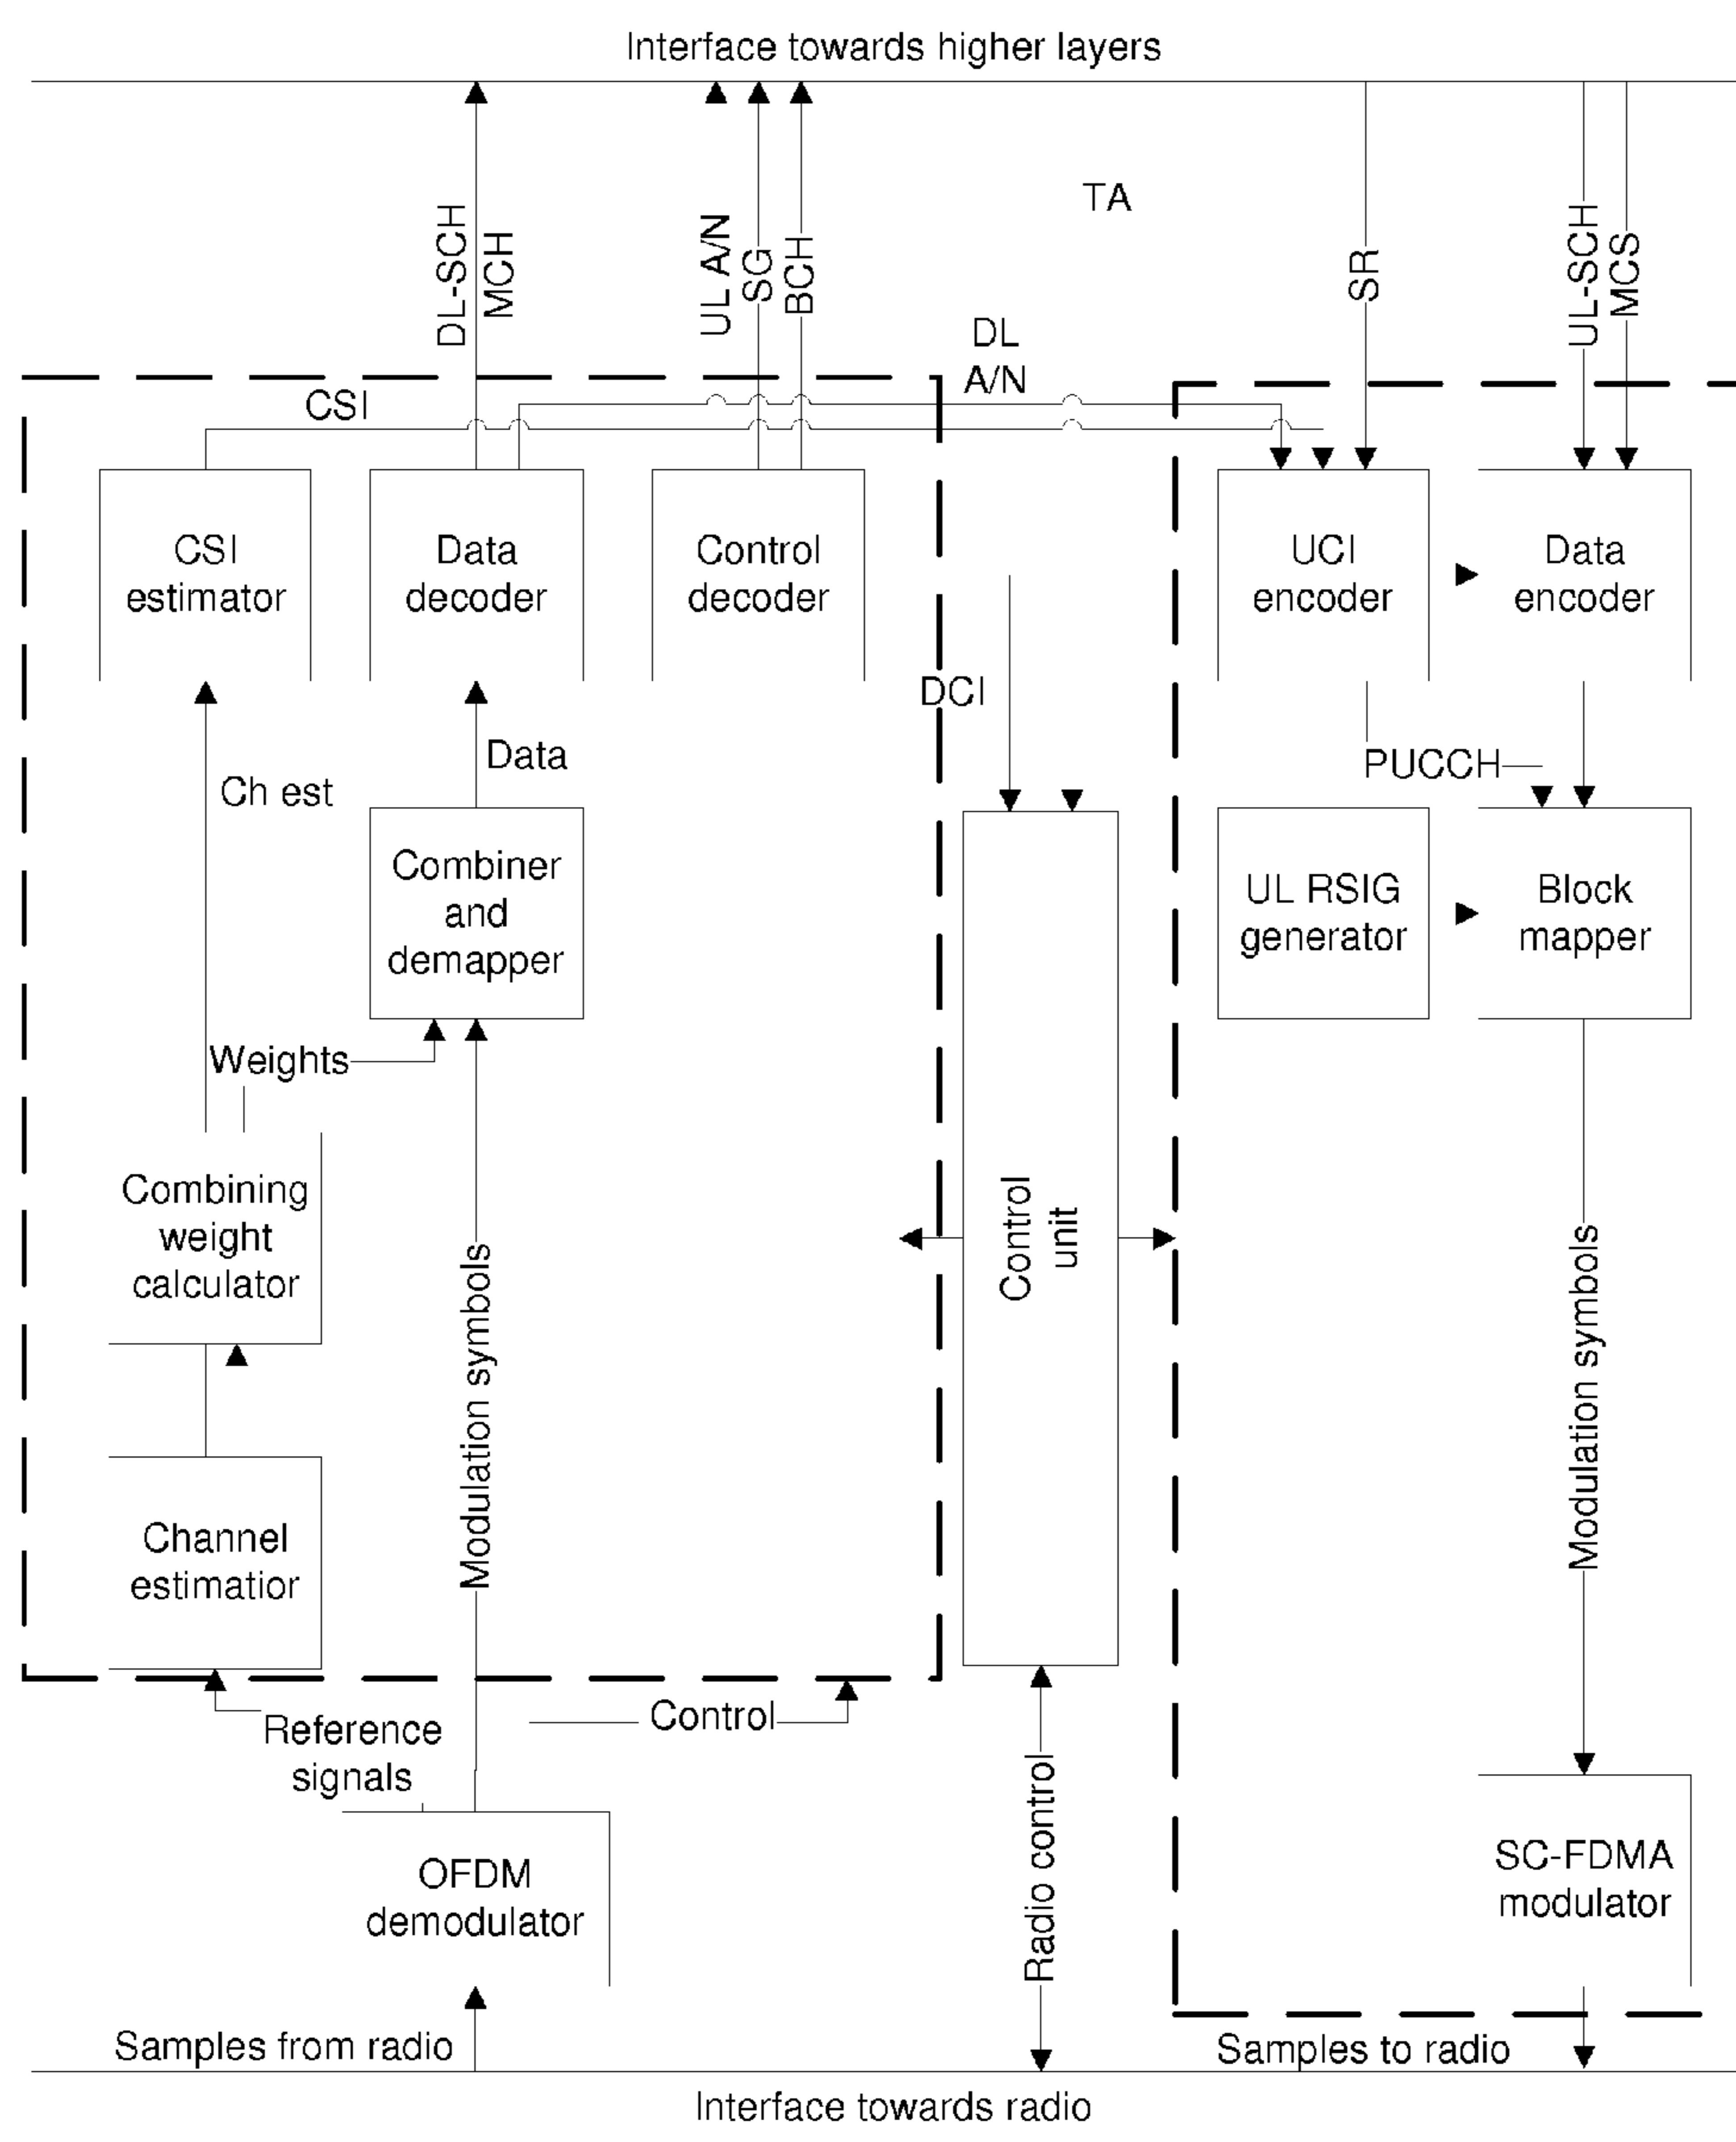 Interface towards higher layers
TA
DL-SCH
MCH
UL A/N
SG
BCH
SR
UL-SCH
MCS
DL
A/N
CSI
CSI
estimator
Data
decoder
Control
decoder
UCI
encoder
Data
encoder
DCI
Data
PUCCH
Ch est
Combiner
and
demapper
UL RSIG
generator
Block
mapper
Weights
Combining
weight
calculator
Modulation symbols
Control
unit
Modulation symbols
Channel
estimatior
Reference
signals
Control
Radio control
OFDM
demodulator
SC-FDMA
modulator
Samples from radio
Samples to radio
Interface towards radio